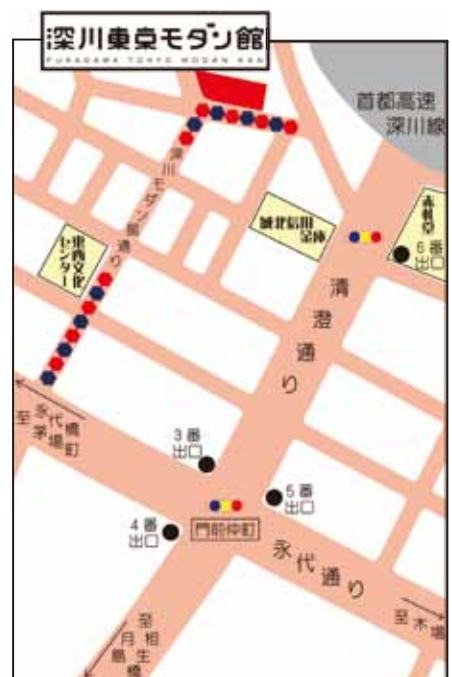 深川東京モダン館
FUKAGAWA TOKYO MODAN KAN
首都高速
深川線
深川モダン館通り
東京東信用金庫
赤札堂
6番
出口
東西文化
センター
清澄通り
至 永代橋
茅場町
3番
出口
5番
出口
4番
出口
門前仲町
永代通り
至 木場
至
月島
相生橋